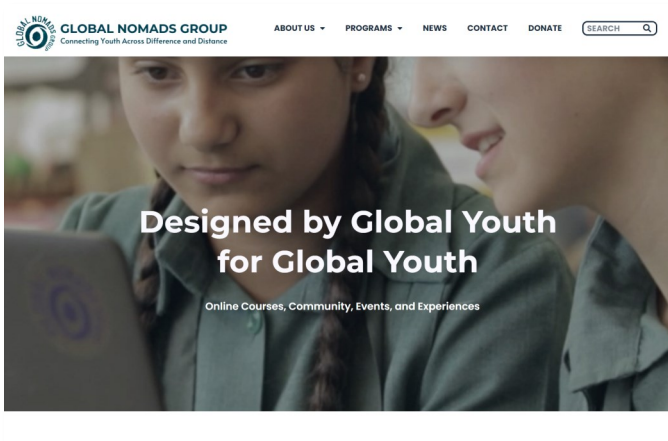 GLOBAL NOMADS GROUP
GLOBAL NOMADS GROUP
Connecting Youth Across Difference and Distance
ABOUT US
PROGRAMS
NEWS
CONTACT
DONATE
SEARCH
Designed by Global Youth
for Global Youth
Online Courses, Community, Events, and Experiences